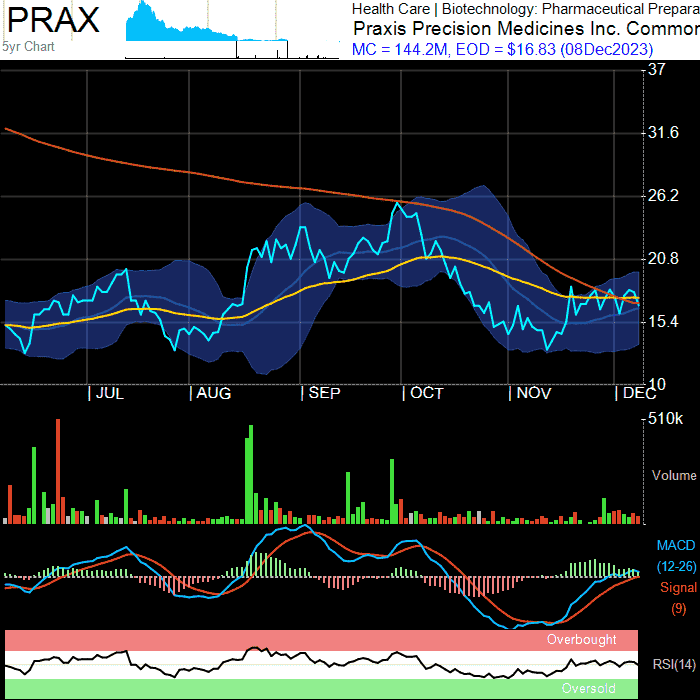 PRAX
5yr Chart
Health Care | Biotechnology: Pharmaceutical Prepara
Praxis Precision Medicines Inc. Common
MC = 144.2M, EOD = $16.83 (08Dec2023)
37
31.6
26.2
20.8
15.4
10
| JUL | AUG | SEP | OCT | NOV | DEC
510k
Volume
MACD
(12-26)
Signal
(9)
Overbought
RSI(14)
Oversold